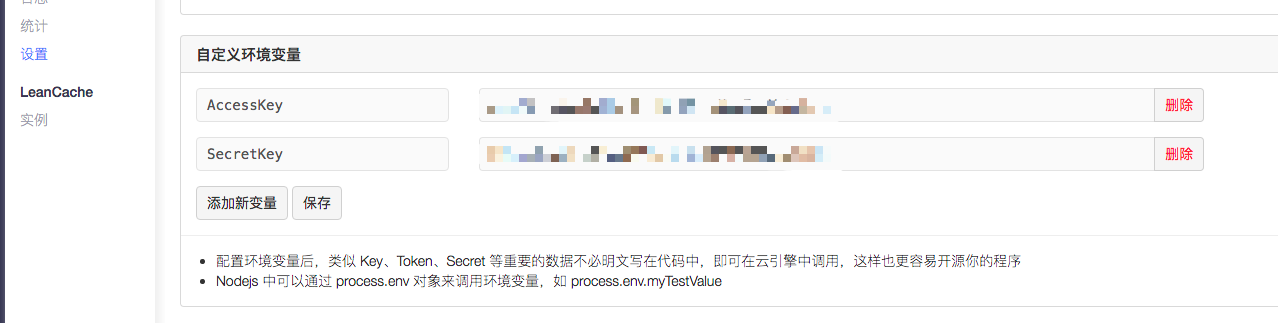 统计
设置
LeanCache
实例
自定义环境变量
AccessKey
删除
SecretKey
删除
添加新变量 保存
配置环境变量后，类似 Key、Token、Secret 等重要的数据不必明文写在代码中，即可在云引擎中调用，这样也更容易开源你的程序
Nodejs 中可以通过 process.env 对象来调用环境变量，如 process.env.myTestValue